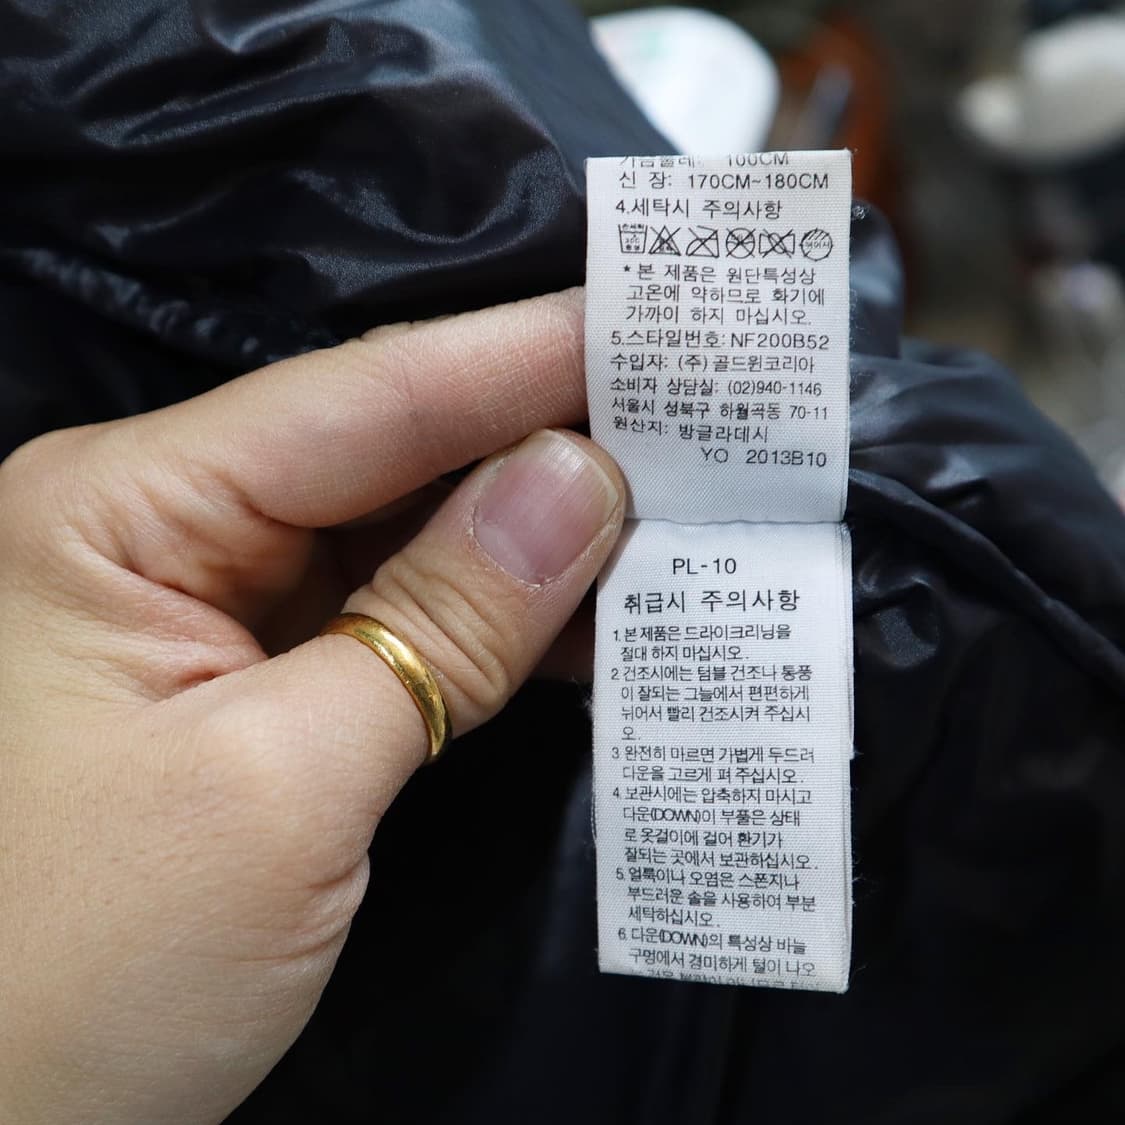 가슴둘레: 100CM
신 장: 170CM~180CM
4.세탁시 주의사항
* 본 제품은 원단특성상
고온에 약하므로 화기에
가까이 하지 마십시오.
5.스타일번호: NF200B52
수입자: (주) 골드윈코리아
소비자 상담실: (02)940-1146
서울시 성북구 하월곡동 70-11
원산지: 방글라데시
YO 2013B10
PL-10
취급시 주의사항
1. 본 제품은 드라이크리닝을
절대 하지 마십시오.
2 건조시에는 텀블 건조나 통풍
이 잘되는 그늘에서 편편하게
뉘어서 빨리 건조시켜 주십시
오.
3 완전히 마르면 가볍게 두드려
다운을 고르게 펴 주십시오.
4. 보관시에는 압축하지 마시고
다운(DOWN)이 부풀은 상태
로 옷걸이에 걸어 환기가
잘되는 곳에서 보관하십시오.
5. 얼룩이나 오염은 스폰지나
부드러운 솔을 사용하여 부분
세탁하십시오.
6. 다운(DOWN)의 특성상 바늘
구멍에서 경미하게 털이 나오